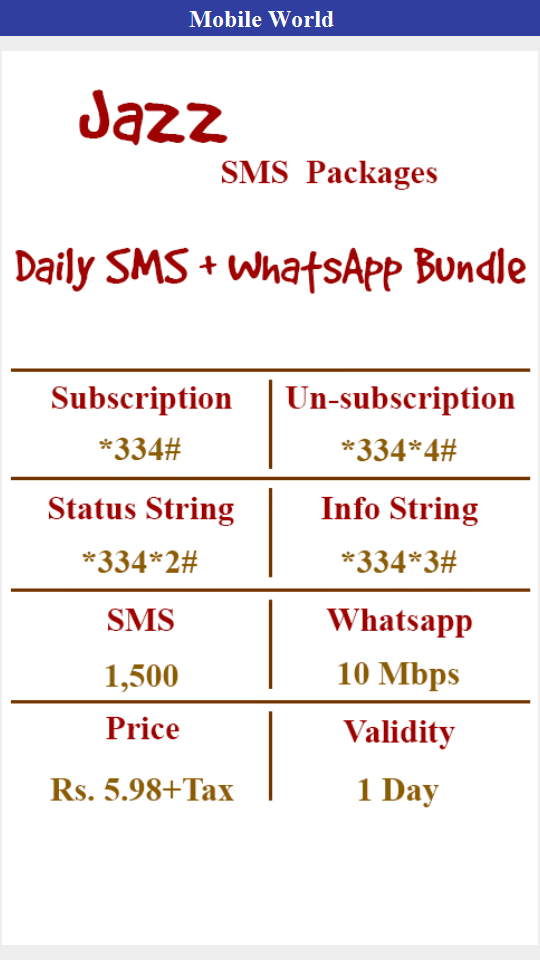 Mobile World
Jazz
SMS Packages
Daily SMS + WhatsApp Bundle
Subscription
Un-subscription
*334#
*334*4#
Status String
Info String
*334*2#
*334*3#
SMS
Whatsapp
1,500
10 Mbps
Price
Validity
Rs. 5.98+Tax
1 Day